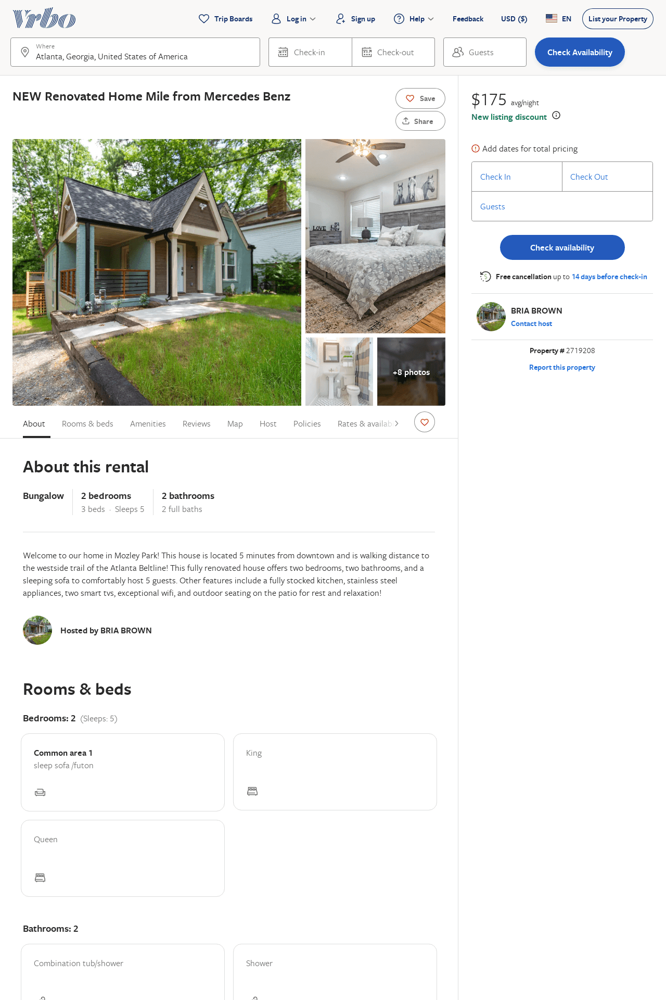 Vrbo
Trip Boards
Log in
Sign up
Help
Feedback
USD ($)
EN
List your Property
Where
Atlanta, Georgia, United States of America
Check-in
Check-out
Guests
Check Availability
NEW Renovated Home Mile from Mercedes Benz
Save
Share
LOVE
+8 photos
$175 avg/night
New listing discount
Add dates for total pricing
Check In
Check Out
Guests
Check availability
Free cancellation up to 14 days before check-in
BRIA BROWN
Contact host
Property # 2719208
Report this property
About
Rooms & beds
Amenities
Reviews
Map
Host
Policies
Rates & availab
About this rental
Bungalow
2 bedrooms
3 beds · Sleeps 5
2 bathrooms
2 full baths
Welcome to our home in Mozley Park! This house is located 5 minutes from downtown and is walking distance to
the westside trail of the Atlanta Beltline! This fully renovated house offers two bedrooms, two bathrooms, and a
sleeping sofa to comfortably host 5 guests. Other features include a fully stocked kitchen, stainless steel
appliances, two smart tvs, exceptional wifi, and outdoor seating on the patio for rest and relaxation!
Hosted by BRIA BROWN
Rooms & beds
Bedrooms: 2 (Sleeps: 5)
Common area 1
sleep sofa /futon
King
Queen
Bathrooms: 2
Combination tub/shower
Shower